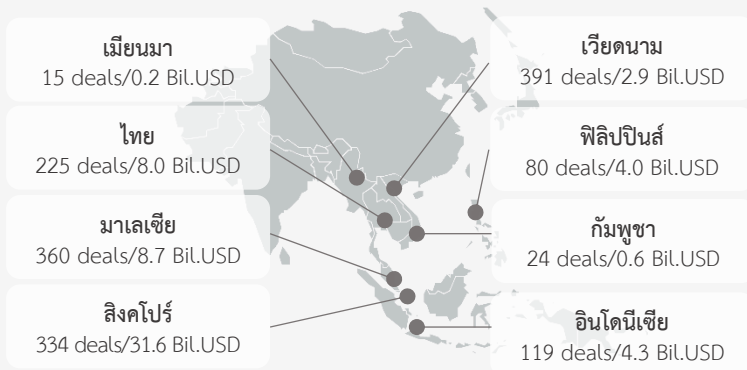 เมียนมา
15 deals/0.2 Bil.USD
ไทย
225 deals/8.0 Bil.USD
มาเลเซีย
360 deals/8.7 Bil.USD
สิงคโปร์
334 deals/31.6 Bil.USD
เวียดนาม
391 deals/2.9 Bil.USD
ฟิลิปปินส์
80 deals/4.0 Bil.USD
กัมพูชา
24 deals/0.6 Bil.USD
อินโดนีเซีย
119 deals/4.3 Bil.USD